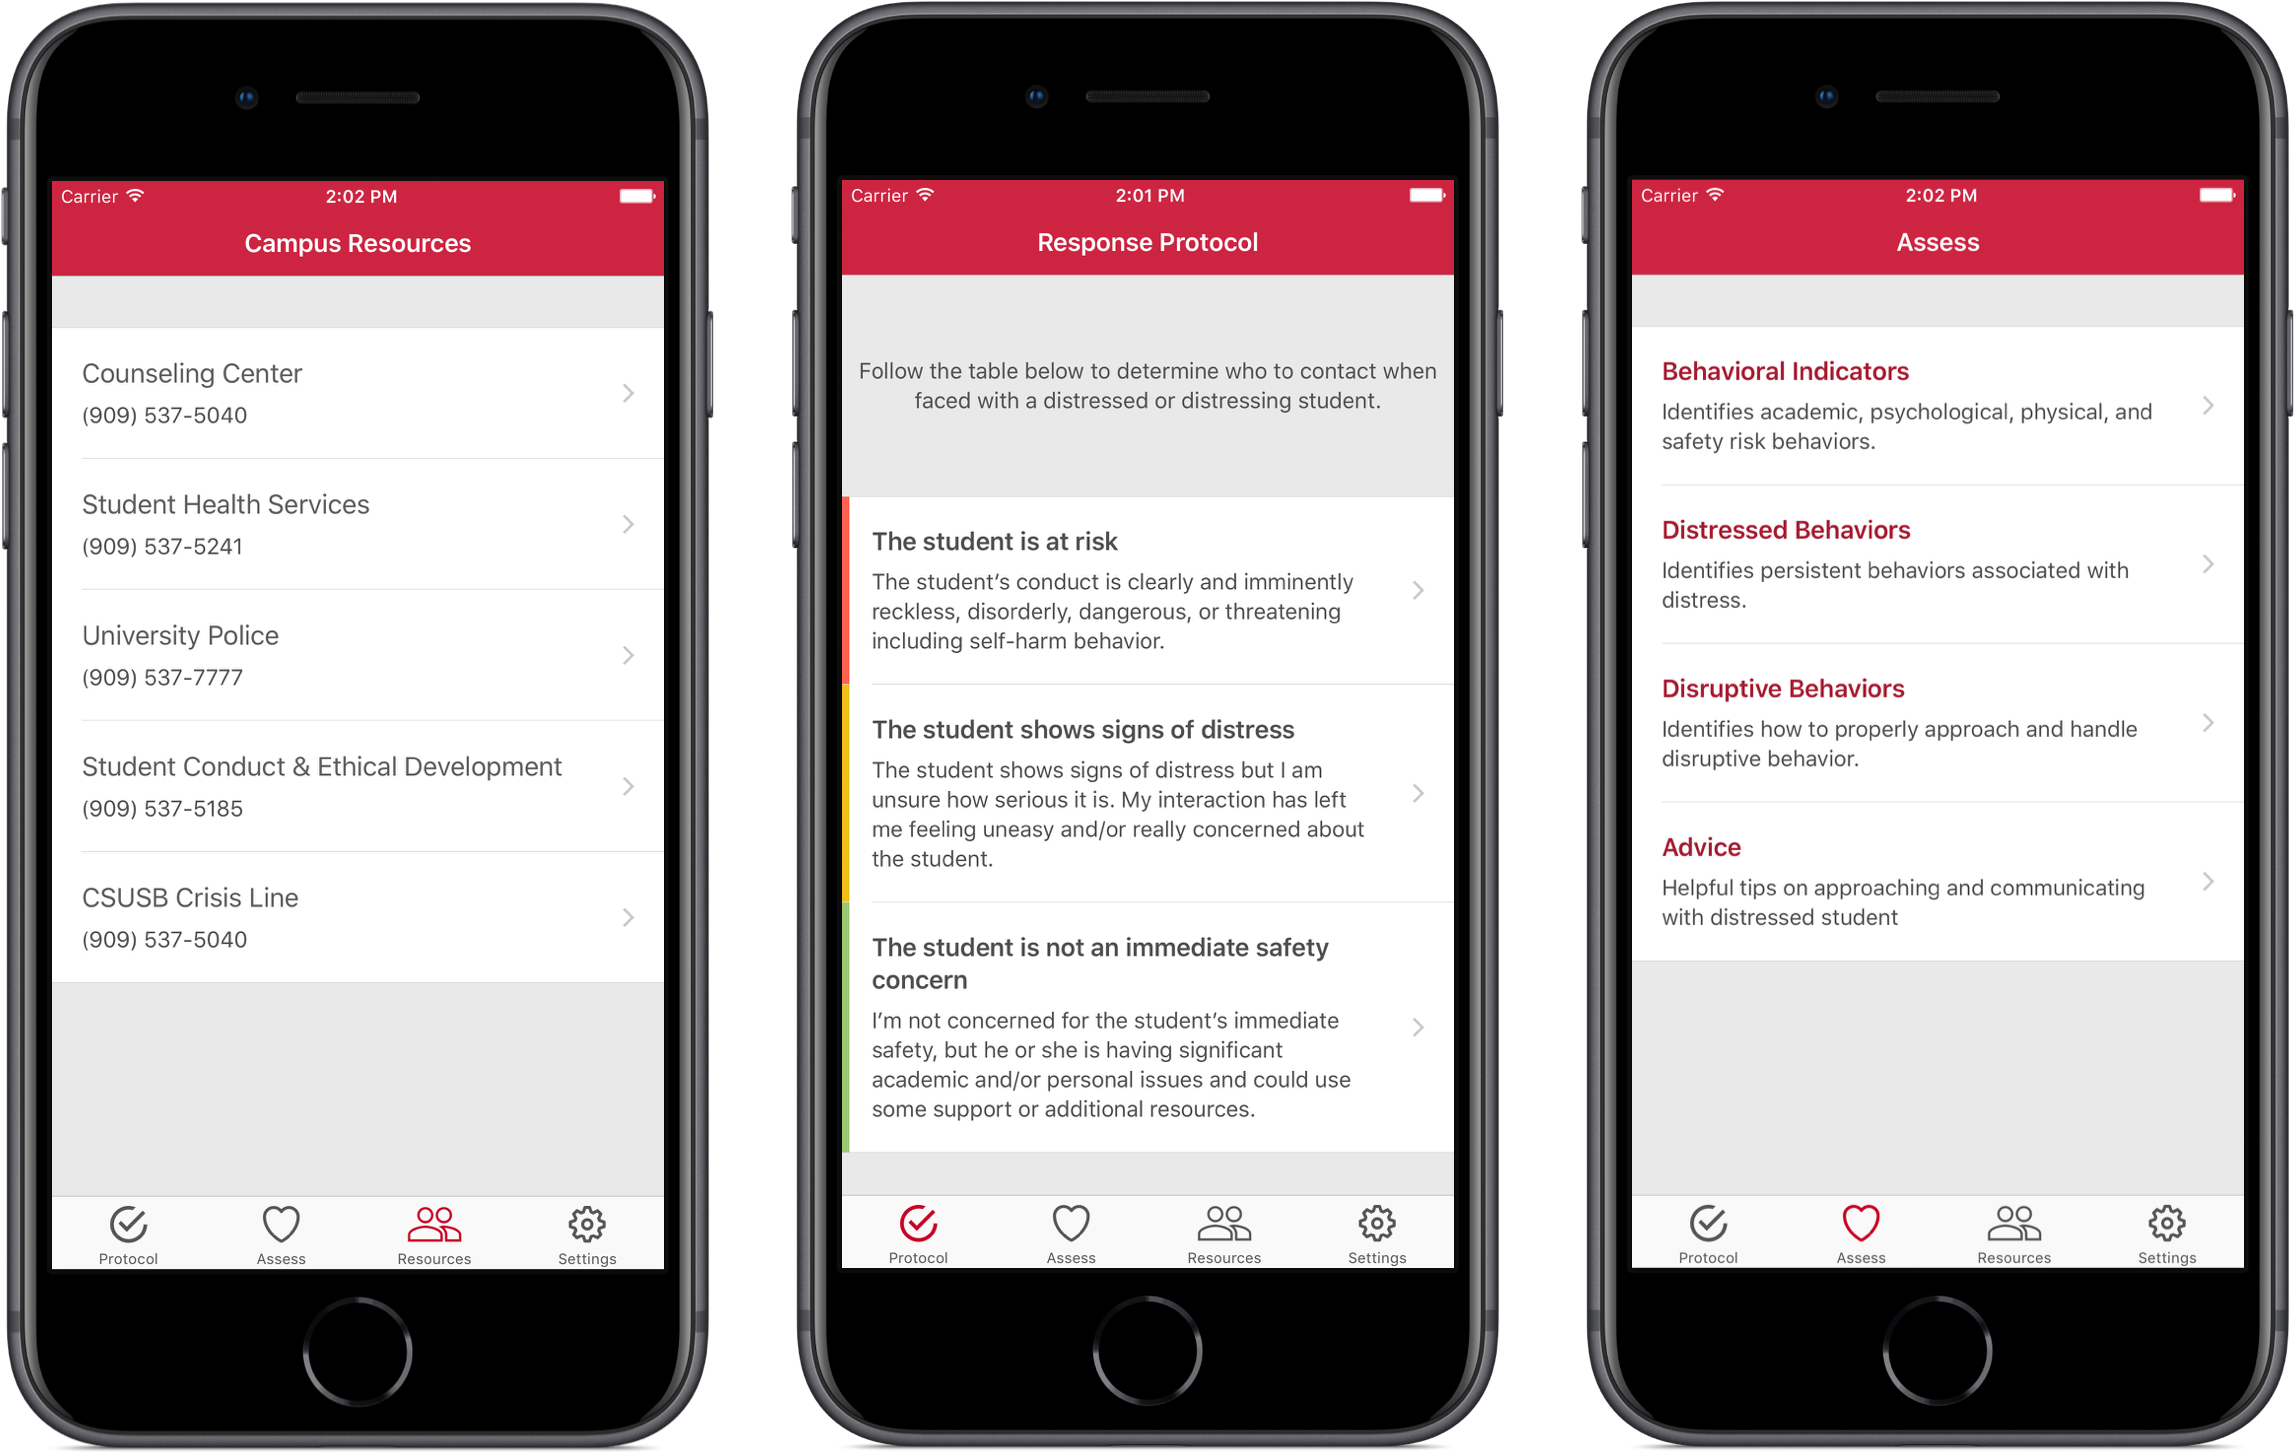 Carrier
2:02 PM
Campus Resources
Counseling Center
(909) 537-5040
Student Health Services
(909) 537-5241
University Police
(909) 537-7777
Student Conduct & Ethical Development
(909) 537-5185
CSUSB Crisis Line
(909) 537-5040
Protocol
Assess
Resources
Settings
Carrier
2:01 PM
Response Protocol
Follow the table below to determine who to contact when
faced with a distressed or distressing student.
The student is at risk
The student's conduct is clearly and imminently
reckless, disorderly, dangerous, or threatening
including self-harm behavior.
The student shows signs of distress
The student shows signs of distress but I am
unsure how serious it is. My interaction has left
me feeling uneasy and/or really concerned about
the student.
The student is not an immediate safety
concern
I'm not concerned for the student's immediate
safety, but he or she is having significant
academic and/or personal issues and could use
some support or additional resources.
Protocol
Assess
Resources
Settings
Carrier
2:02 PM
Assess
Behavioral Indicators
Identifies academic, psychological, physical, and
safety risk behaviors.
Distressed Behaviors
Identifies persistent behaviors associated with
distress.
Disruptive Behaviors
Identifies how to properly approach and handle
disruptive behavior.
Advice
Helpful tips on approaching and communicating
with distressed student
Protocol
Assess
Resources
Settings